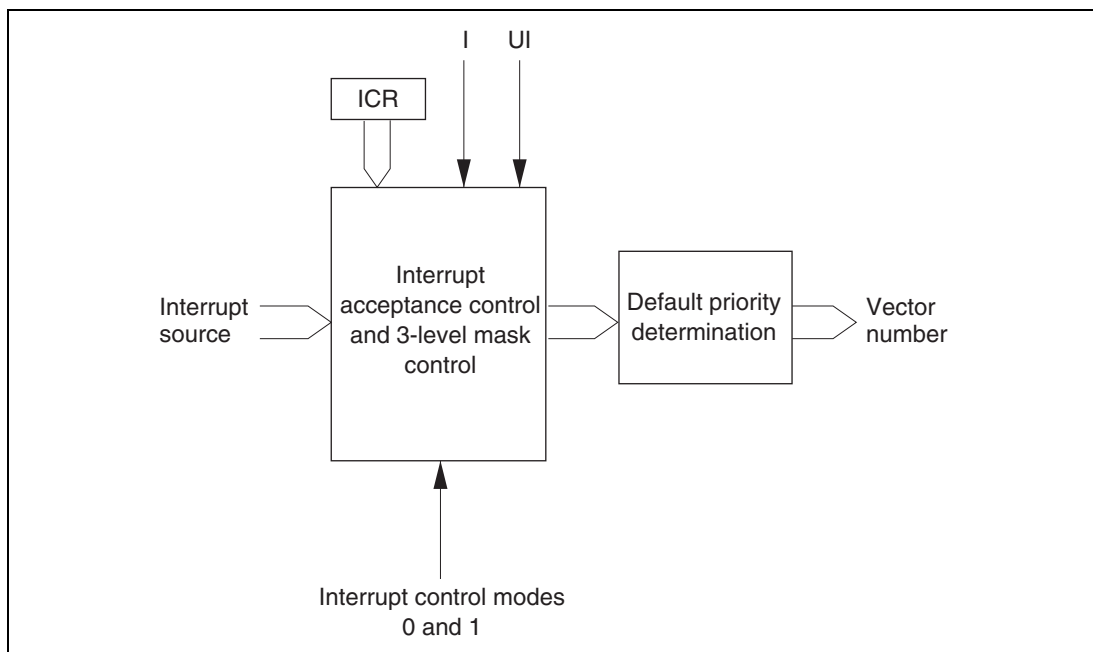 I UI
ICR
Interrupt
acceptance control
and 3-level mask
control
Interrupt
source
Default priority
determination
Vector
number
Interrupt control modes
0 and 1